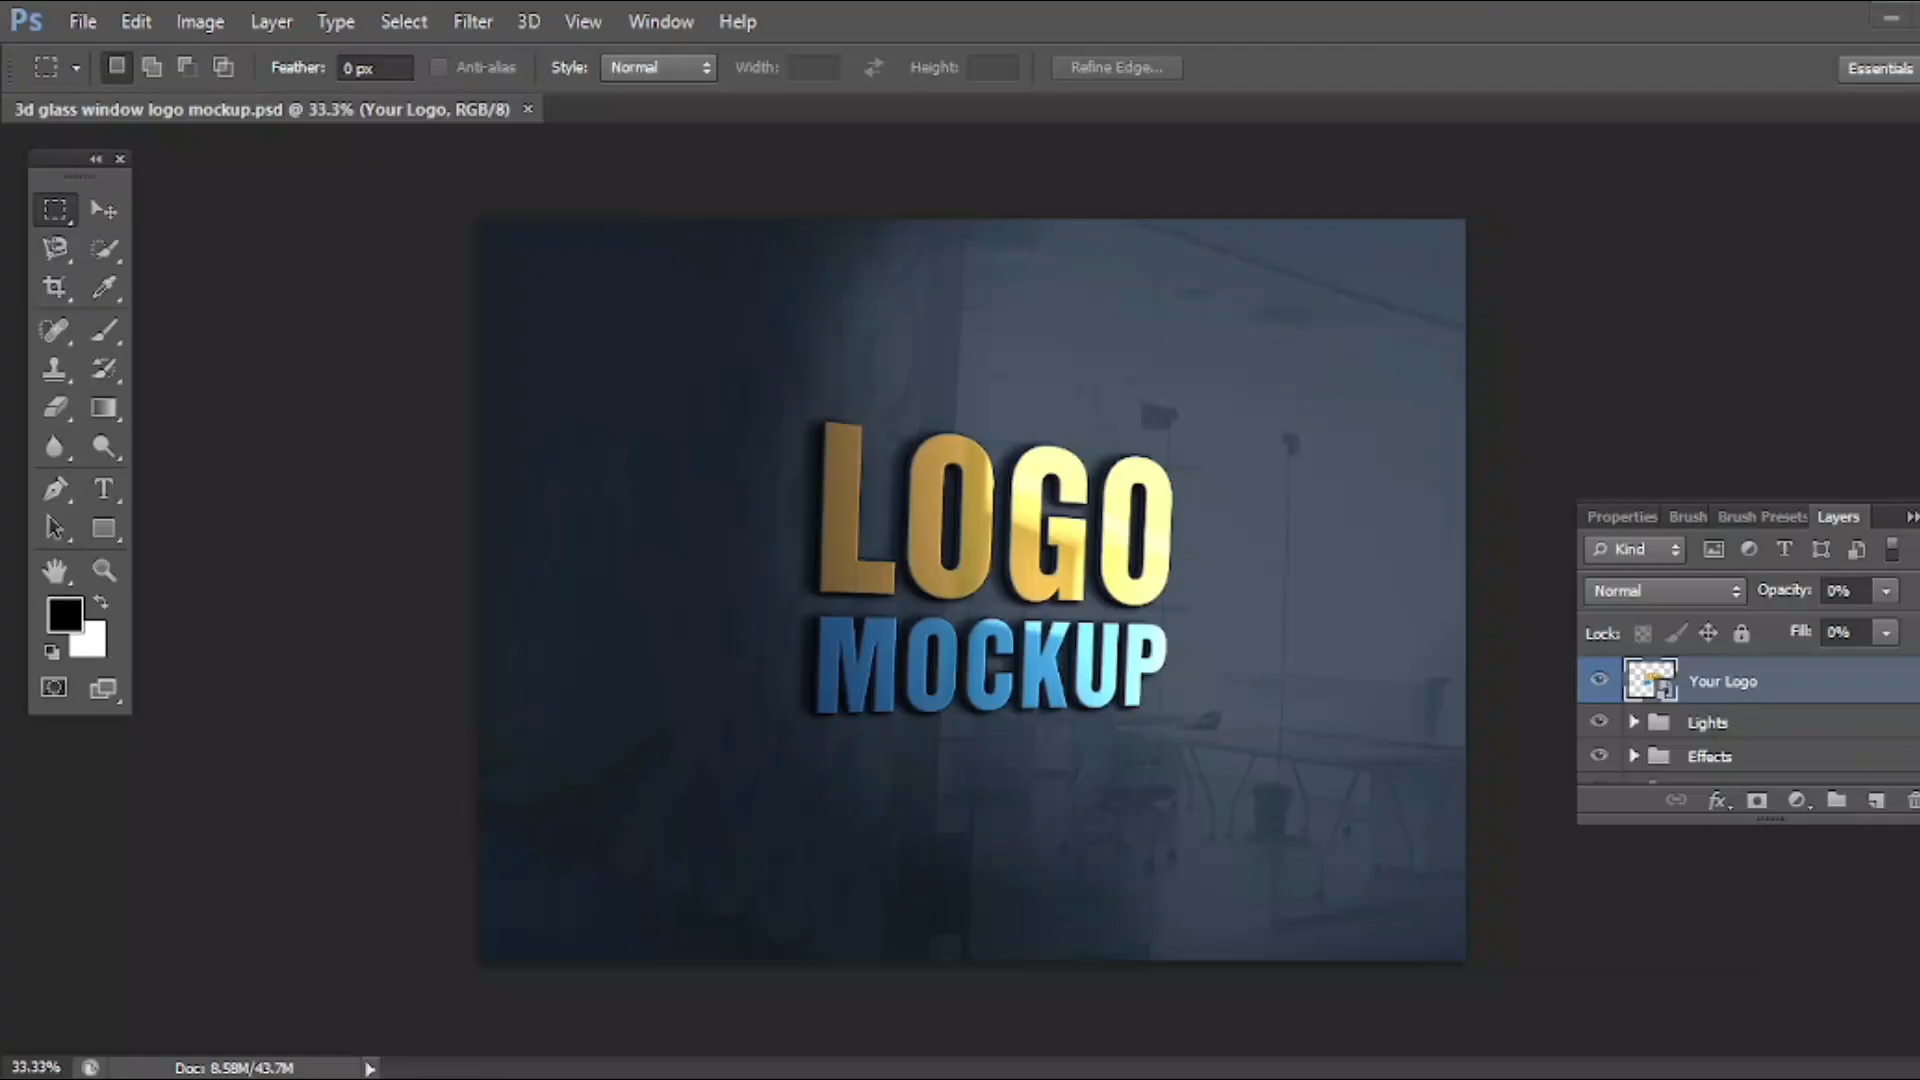 Ps File Edit Image Layer Type Select Filter 3D View Window Help
Feather: 0 px Anti-alias Style: Normal Width: Height: Refine Edge... Essentials
3d glass window logo mockup.psd @ 33.3% (Your Logo, RGB/8) ×
LOGO
MOCKUP
Properties Brush Brush Presets Layers
Kind
Normal Opacity: 0%
Lock: Fill: 0%
Your Logo
Lights
Effects
33.33% Doc: 8.58M/43.7M